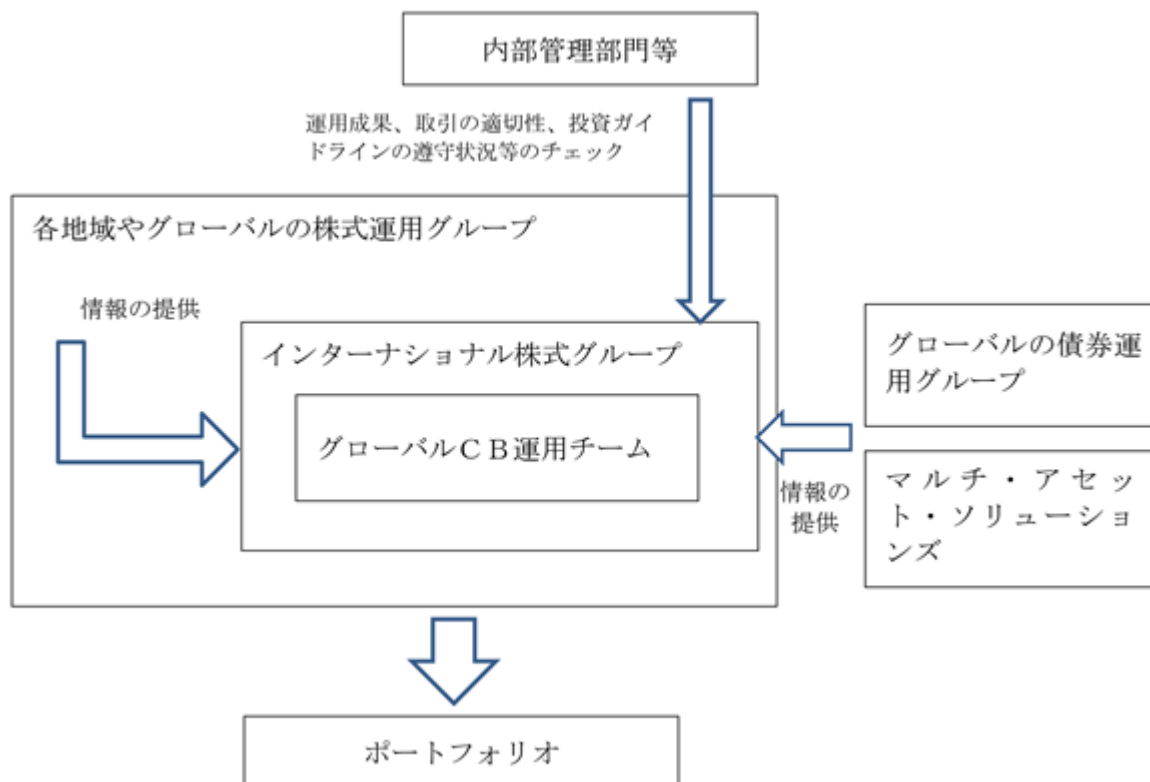 内部管理部門等
運用成果、取引の適切性、投資ガイ
ドラインの遵守状況等のチェック
各地域やグローバルの株式運用グループ
情報の提供
インターナショナル株式グループ
グローバルＣＢ運用チーム
グローバルの債券運
用グループ
情報の
提供
マルチ・アセッ
ト・ソリューショ
ンズ
ポートフォリオ